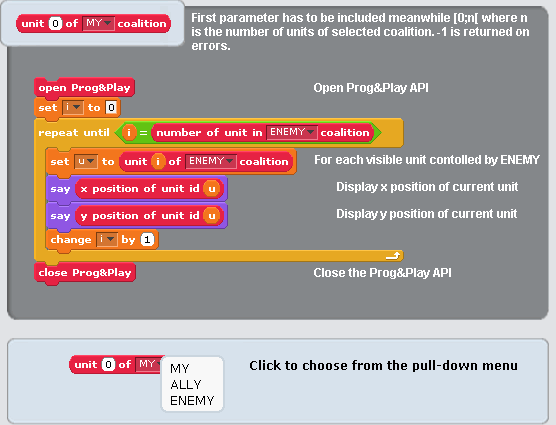 unit 0 of MY coalition
First parameter has to be included meanwhile [0;n[ where n
is the number of units of selected coalition. -1 is returned on
errors.
open Prog&Play Open Prog&Play API
set i to 0
repeat until i = number of unit in ENEMY coalition
set u to unit i of ENEMY coalition For each visible unit contolled by ENEMY
say x position of unit id u Display x position of current unit
say y position of unit id u Display y position of current unit
change i by 1
close Prog&Play Close the Prog&Play API
unit 0 of MY Click to choose from the pull-down menu
MY
ALLY
ENEMY